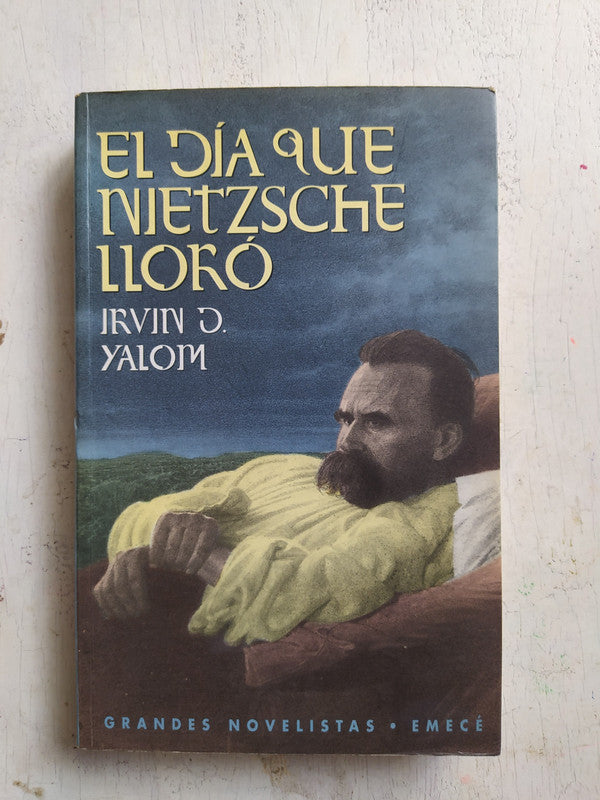 EL DÍA QUE
NIETZSCHE
LLORÓ
IRVIN D.
YALOM
GRANDES NOVELISTAS • EMECÉ